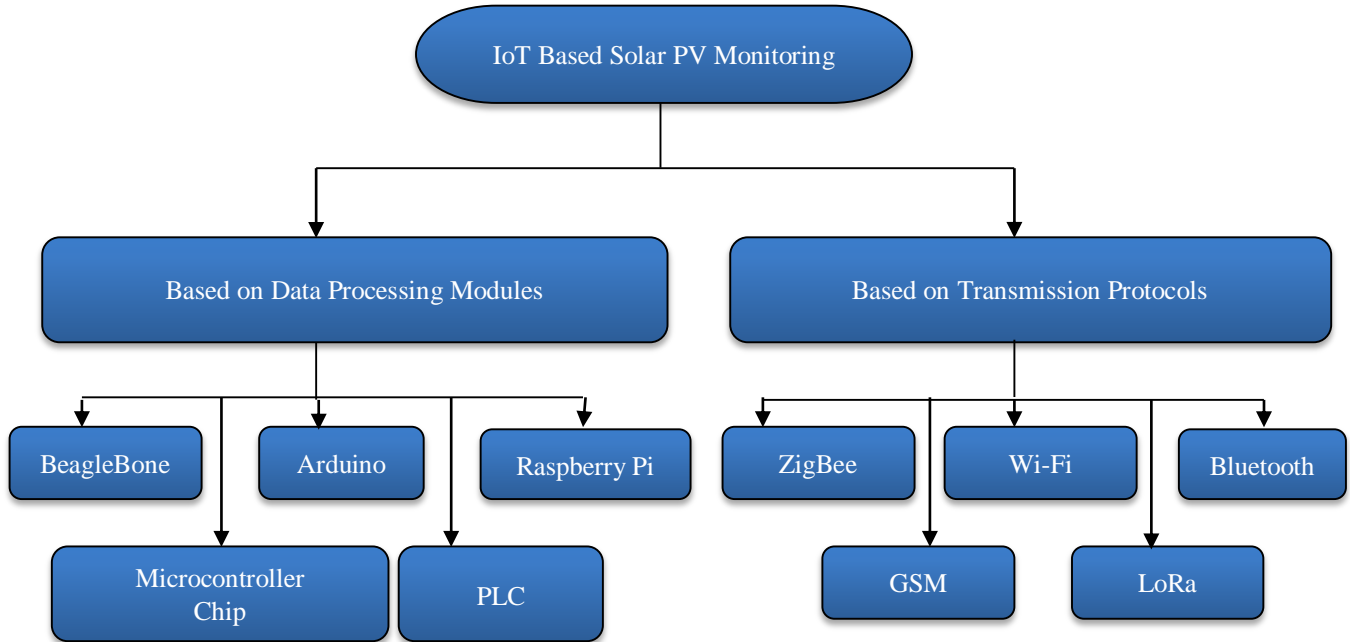 IoT Based Solar PV Monitoring
Based on Data Processing Modules
Based on Transmission Protocols
BeagleBone
Arduino
Raspberry Pi
ZigBee
Wi-Fi
Bluetooth
Microcontroller
Chip
PLC
GSM
LoRa